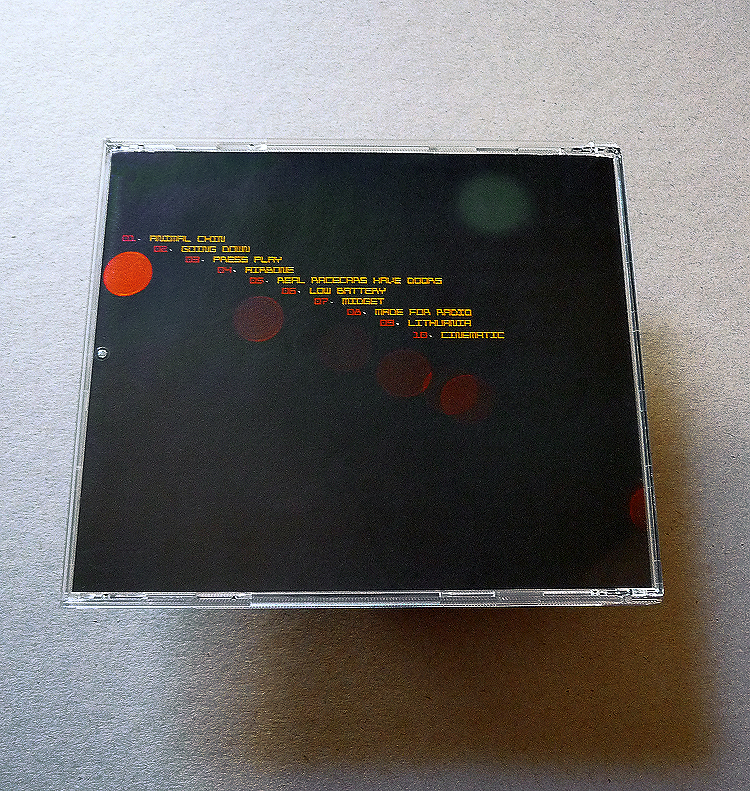 01. ANIMAL CHIN
02. GOING DOWN
03. PRESS PLAY
04. AIRBONE
05. REAL RACECARS HAVE DOORS
06. LOW BATTERY
07. MIDGET
08. MADE FOR RADIO
09. LITHUANIA
10. CINEMATIC